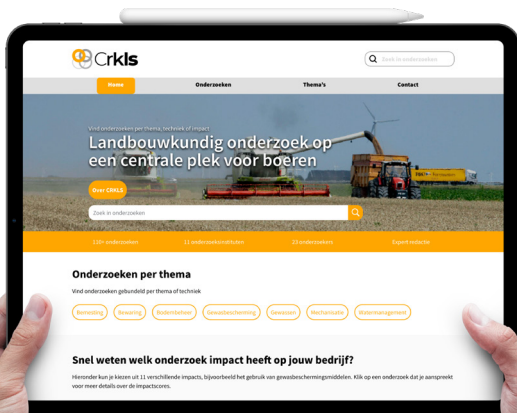 Crkls
Zoek in onderzoeken
Home Onderzoeken Thema's Contact
Vind onderzoeken per thema, techniek of impact
Landbouwkundig onderzoek op
een centrale plek voor boeren
Over CRKLS
Zoek in onderzoeken
11 onderzoeksinstituten 23 onderzoekers Expert redactie
Onderzoeken per thema
Vind onderzoeken gebundeld per thema of techniek
Bemesting Bewaring Bodembeheer Gewasbescherming Gewassen Mechanisatie Watermanagement
Snel weten welk onderzoek impact heeft op jouw bedrijf?
Hieronder kun je kiezen uit 11 verschillende impacts, bijvoorbeeld het gebruik van gewasbeschermingsmiddelen. Klik op een onderzoek dat je aanspreekt
voor meer details over de impactscores.